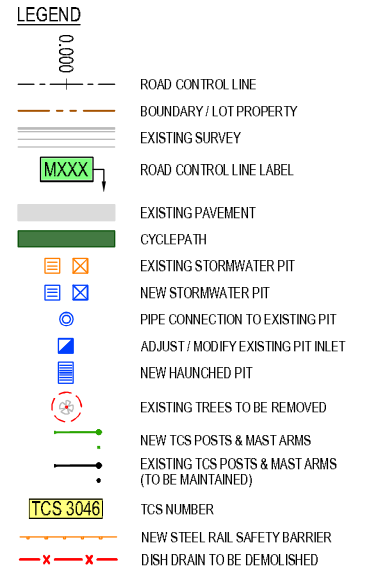 LEGEND
0.000
ROAD CONTROL LINE
BOUNDARY / LOT PROPERTY
EXISTING SURVEY
MXXX
ROAD CONTROL LINE LABEL
EXISTING PAVEMENT
CYCLEPATH
EXISTING STORMWATER PIT
NEW STORMWATER PIT
PIPE CONNECTION TO EXISTING PIT
ADJUST / MODIFY EXISTING PIT INLET
NEW HAUNCHED PIT
EXISTING TREES TO BE REMOVED
NEW TCS POSTS & MAST ARMS
EXISTING TCS POSTS & MAST ARMS
(TO BE MAINTAINED)
TCS 3046
TCS NUMBER
NEW STEEL RAIL SAFETY BARRIER
DISH DRAIN TO BE DEMOLISHED